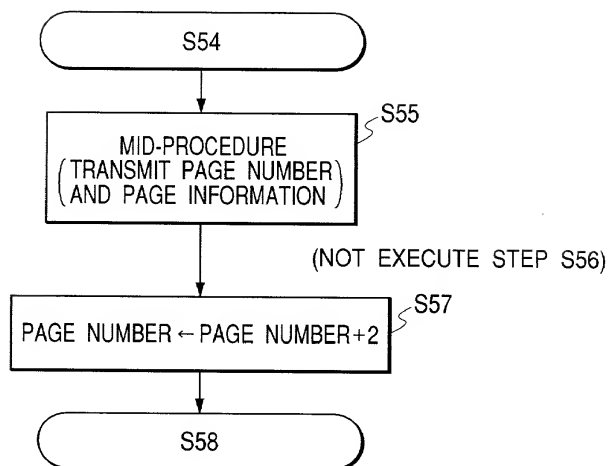 S54
S55
MID-PROCEDURE
(TRANSMIT PAGE NUMBER
AND PAGE INFORMATION)
(NOT EXECUTE STEP S56)
S57
PAGE NUMBER ← PAGE NUMBER+2
S58